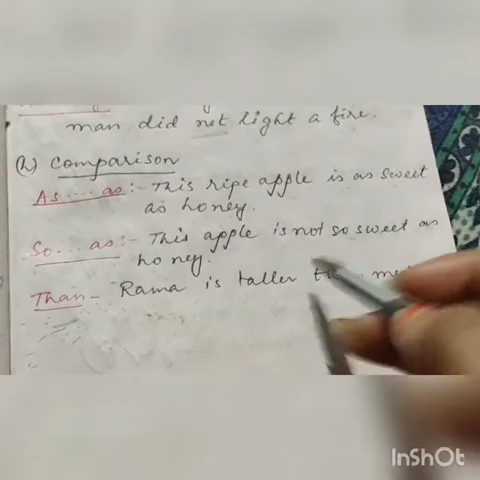 man did not light a fire.
(h) Comparison
As .... as :- This ripe apple is as sweet
as honey.
So ... as :- This apple is not so sweet as
honey.
Than - Rama is taller
InShOt